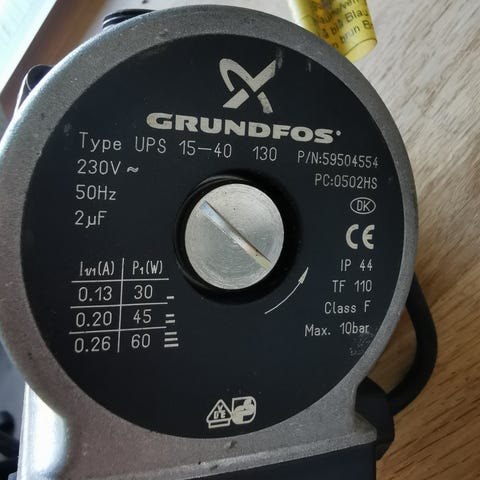 GRUNDFOS
Type UPS 15-40 130 P/N:59504554
230V ~ PC:0502HS
50Hz
2µF
DK
CE
I1/1(A) P1(W)
0.13 30
0.20 45
0.26 60
IP 44
TF 110
Class F
Max. 10bar